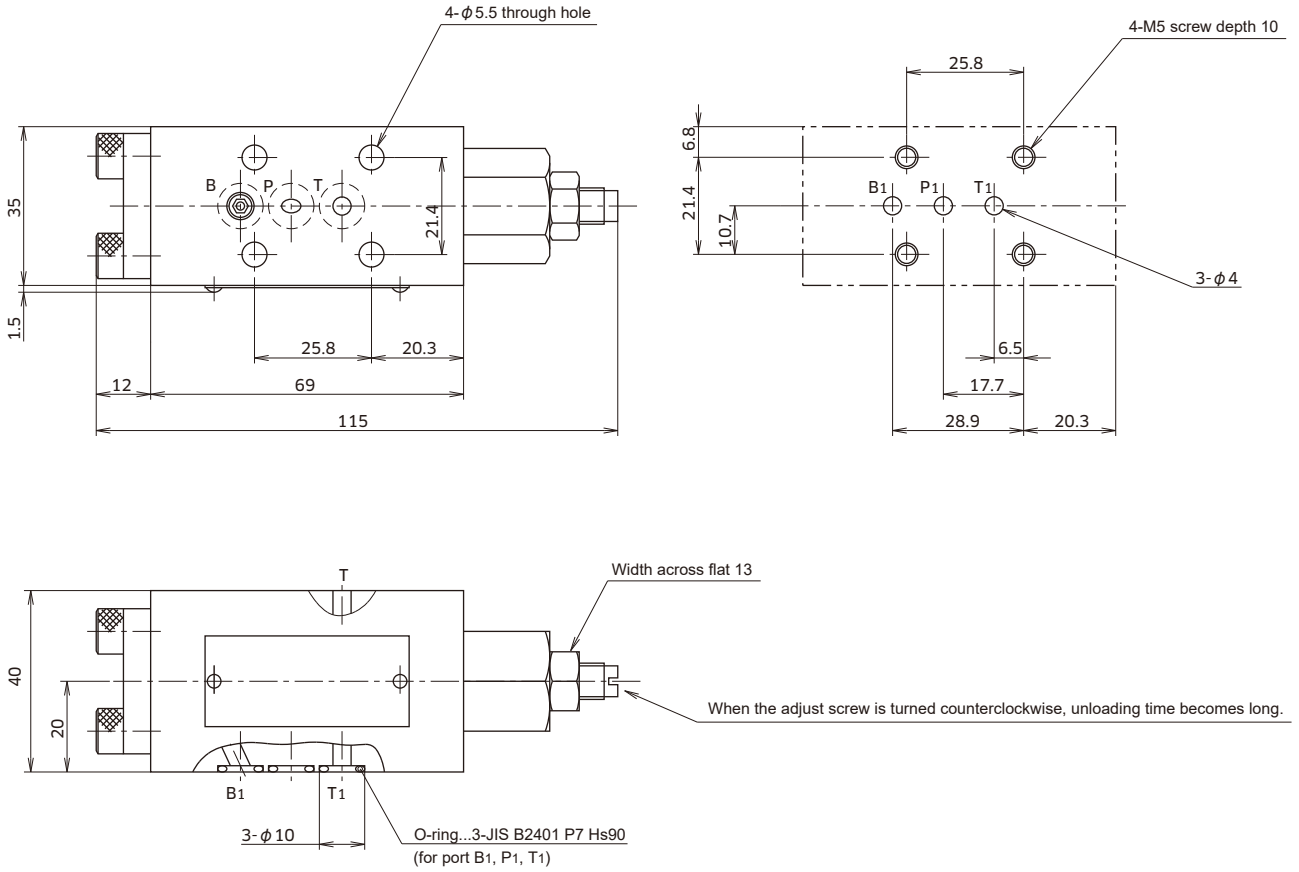 4-φ5.5 through hole
4-M5 screw depth 10
25.8
6.8
21.4
10.7
B1 P1 T1
3-φ4
6.5
17.7
28.9 20.3
35
B P T
21.4
1.5
25.8 20.3
12 69
115
Width across flat 13
T
40
20
When the adjust screw is turned counterclockwise, unloading time becomes long.
B1 T1
3-φ10
O-ring...3-JIS B2401 P7 Hs90
(for port B1, P1, T1)